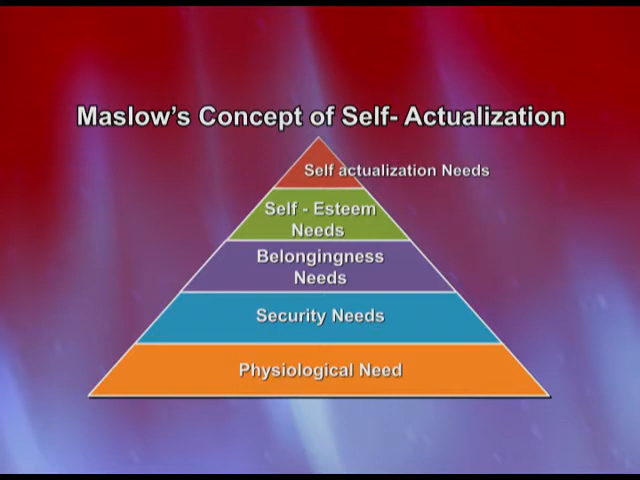 Maslow's Concept of Self- Actualization
Self actualization Needs
Self - Esteem
Needs
Belongingness
Needs
Security Needs
Physiological Need